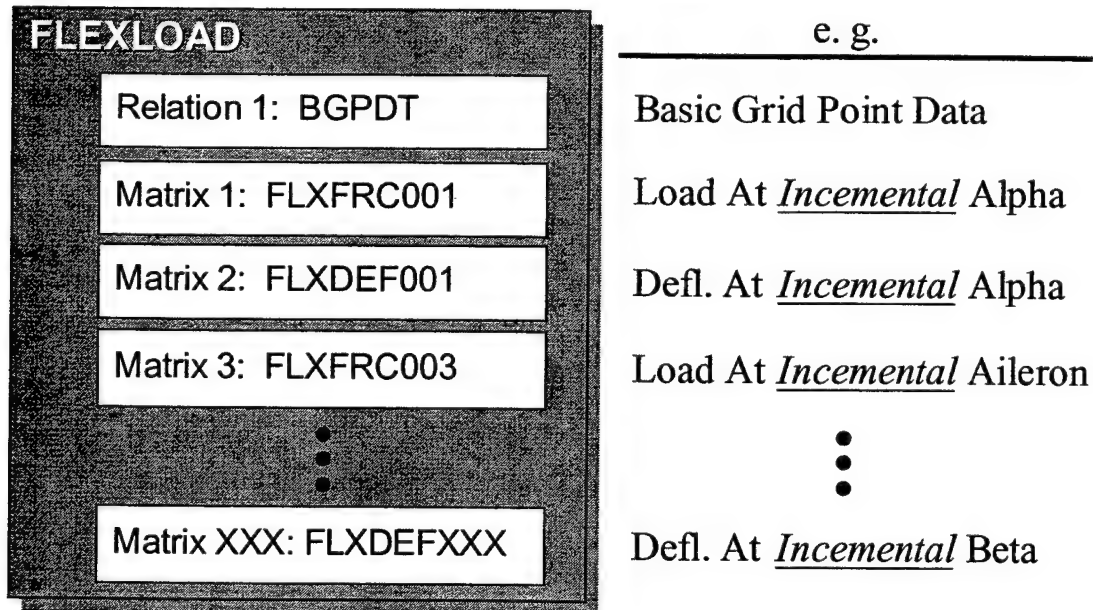 FLEXLOAD
e. g.
Relation 1: BGPDT
Basic Grid Point Data
Matrix 1: FLXFRC001
Load At Incemental Alpha
Matrix 2: FLXDEF001
Defl. At Incemental Alpha
Matrix 3: FLXFRC003
Load At Incemental Aileron
Matrix XXX: FLXDEFXXX
Defl. At Incemental Beta